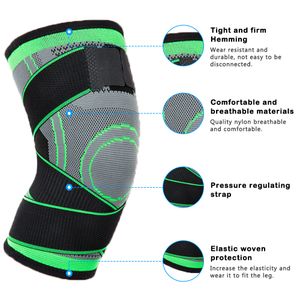 Tight and firm
Hemming
Wear resistant and
durable, not easy to be
disconnected.
Comfortable and
breathable materials
Quality nylon breathable
and comfortable.
Pressure regulating
strap
Elastic woven
protection
Increase the elasticity and
wear it to fit the leg.